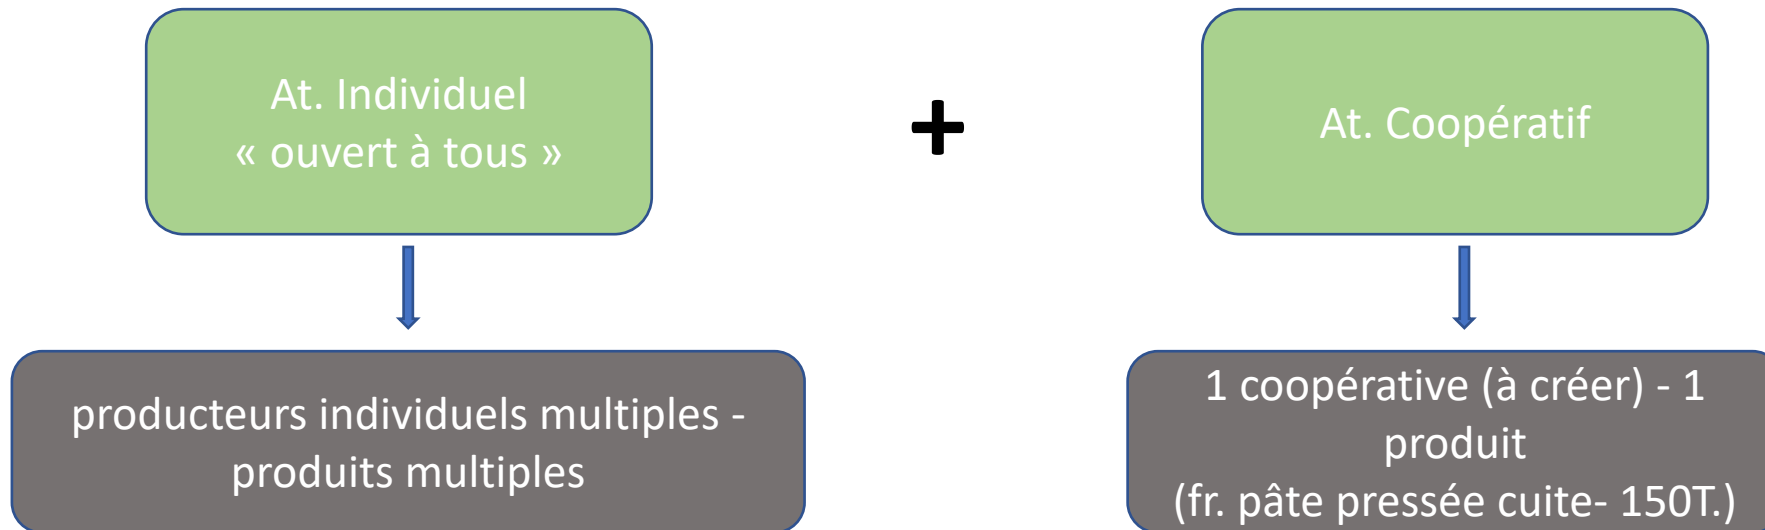 At. Individuel
« ouvert à tous »
+
At. Coopératif
producteurs individuels multiples -
produits multiples
1 coopérative (à créer) - 1
produit
(fr. pâte pressée cuite- 150T.)